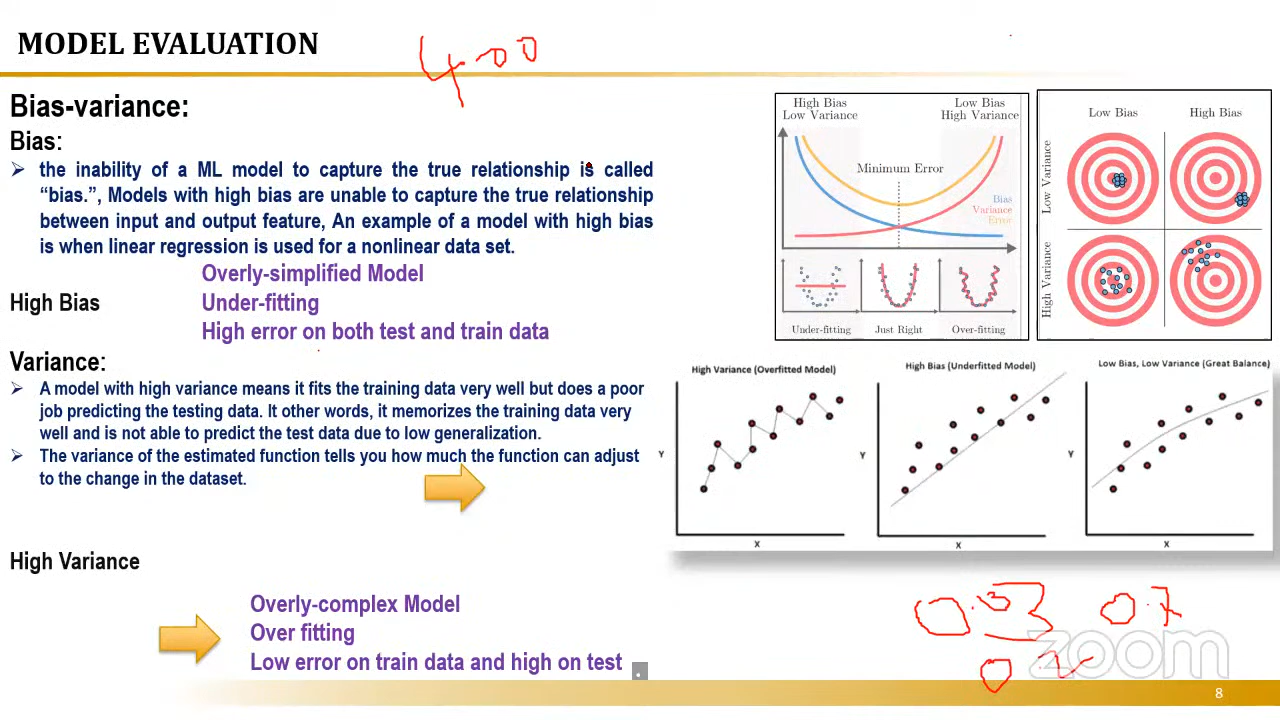 MODEL EVALUATION
Bias-variance:
Bias:
➢ the inability of a ML model to capture the true relationship is called
“bias.”, Models with high bias are unable to capture the true relationship
between input and output feature, An example of a model with high bias
is when linear regression is used for a nonlinear data set.
Overly-simplified Model
High Bias Under-fitting
High error on both test and train data
Variance:
➢ A model with high variance means it fits the training data very well but does a poor
job predicting the testing data. It other words, it memorizes the training data very
well and is not able to predict the test data due to low generalization.
➢ The variance of the estimated function tells you how much the function can adjust
to the change in the dataset.
High Variance
Overly-complex Model
Over fitting
Low error on train data and high on test
High Bias Low Bias
Low Variance High Variance
Minimum Error
Bias
Variance
Error
Under-fitting Just Right Over-fitting
Low Bias High Bias
Low Variance
High Variance
High Variance (Overfitted Model)
Y
X
High Bias (Underfitted Model)
Y
X
Low Bias, Low Variance (Great Balance)
Y
X
0.03 0.7
zoom
8